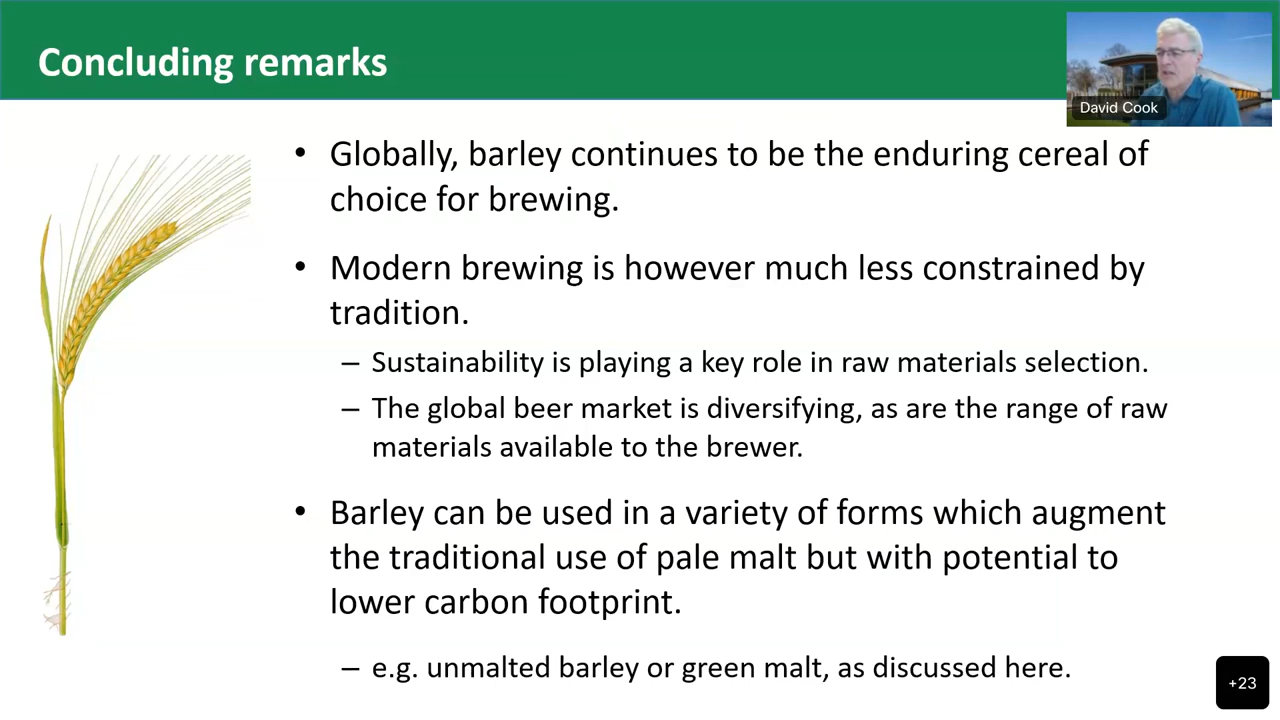 Concluding remarks
David Cook
• Globally, barley continues to be the enduring cereal of
choice for brewing.
• Modern brewing is however much less constrained by
tradition.
– Sustainability is playing a key role in raw materials selection.
– The global beer market is diversifying, as are the range of raw
materials available to the brewer.
• Barley can be used in a variety of forms which augment
the traditional use of pale malt but with potential to
lower carbon footprint.
– e.g. unmalted barley or green malt, as discussed here.
+23